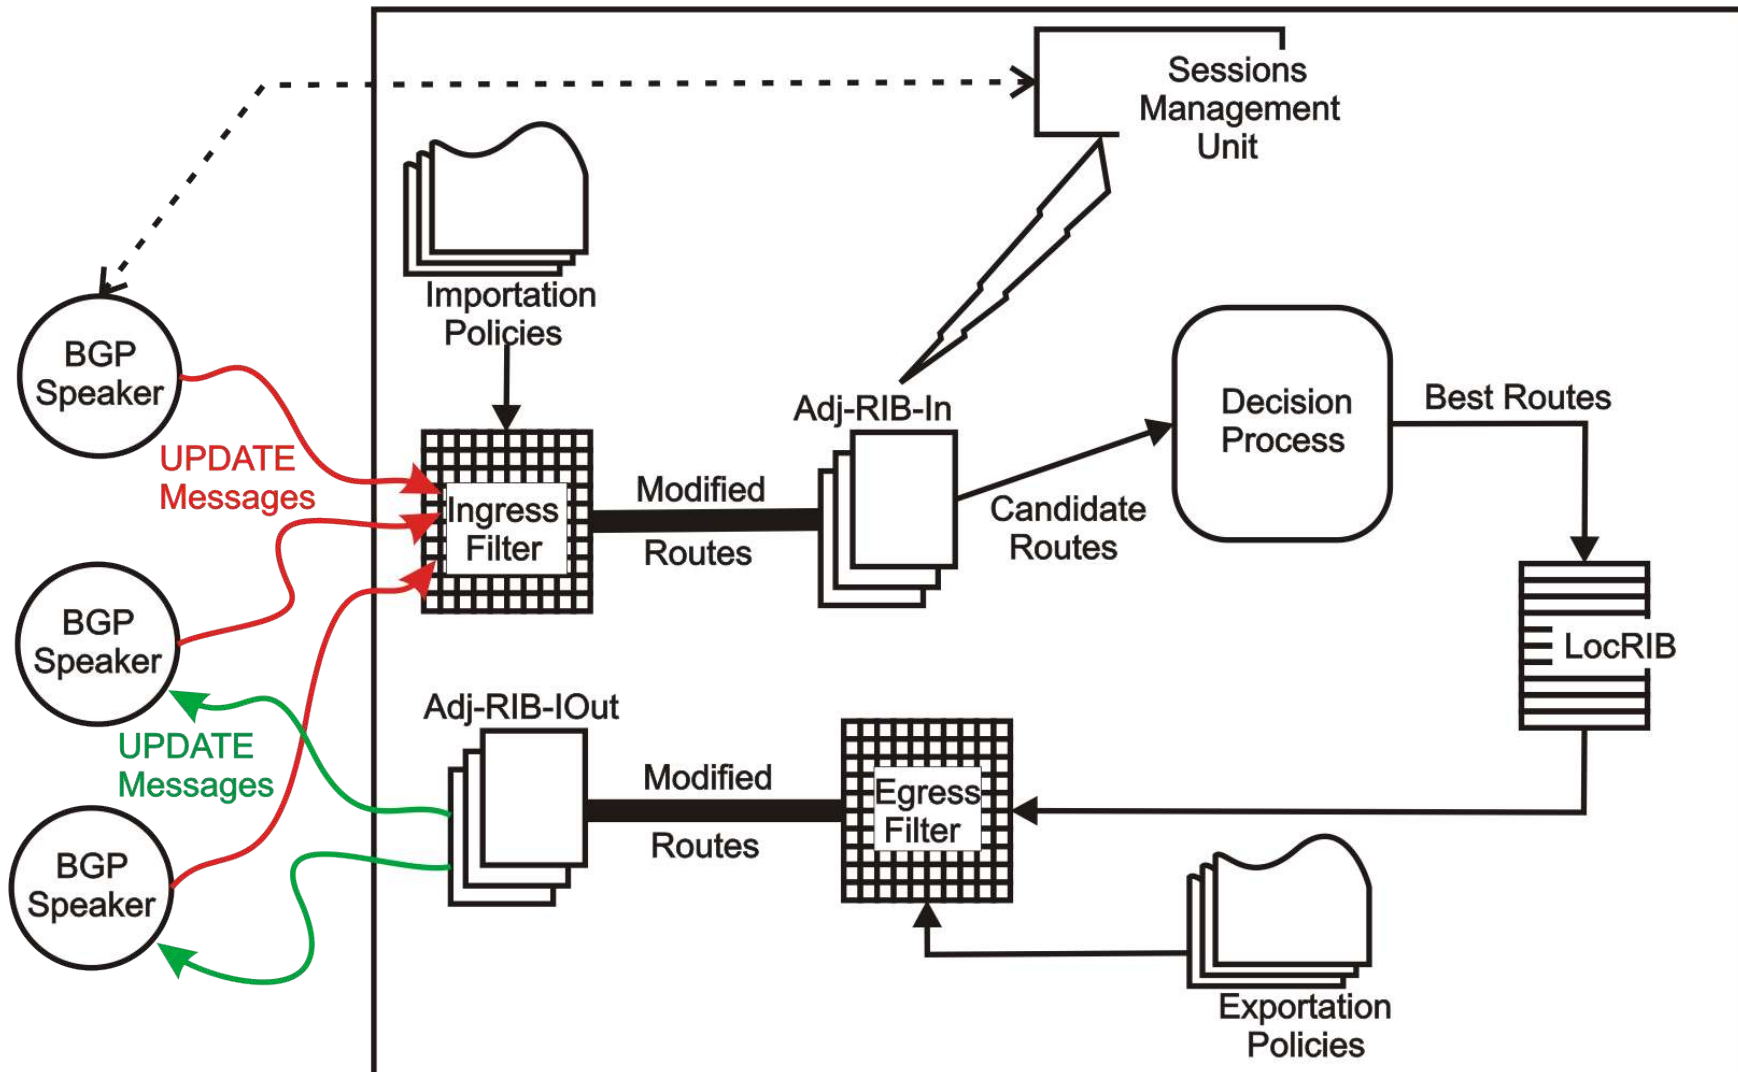 Sessions
Management
Unit
Importation
Policies
BGP
Speaker
UPDATE
Messages
Ingress
Filter
Modified
Routes
Adj-RIB-In
Candidate
Routes
Decision
Process
Best Routes
LocRIB
BGP
Speaker
UPDATE
Messages
Adj-RIB-IOut
Modified
Routes
Egress
Filter
BGP
Speaker
Exportation
Policies